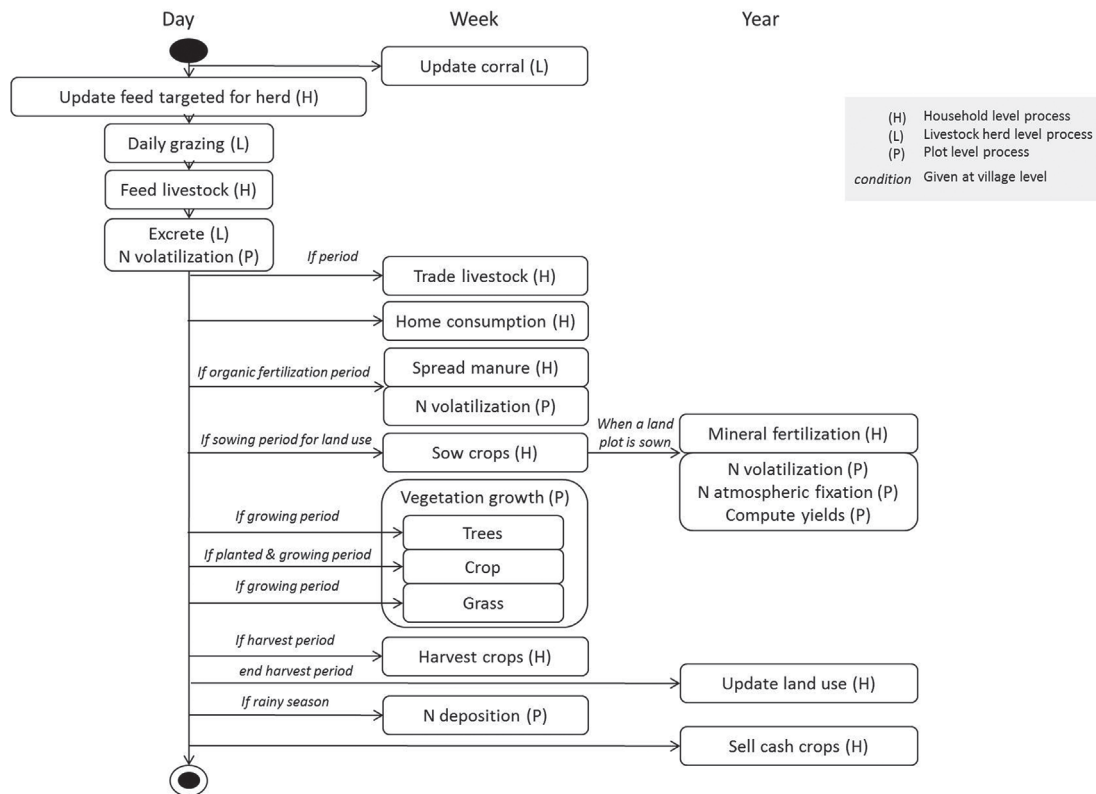 Day
Week
Year
Update corral (L)
Update feed targeted for herd (H)
(H) Household level process
(L) Livestock herd level process
(P) Plot level process
condition Given at village level
Daily grazing (L)
Feed livestock (H)
Excrete (L)
N volatilization (P)
If period
Trade livestock (H)
Home consumption (H)
If organic fertilization period
Spread manure (H)
N volatilization (P)
If sowing period for land use
Sow crops (H)
When a land
plot is sown
Mineral fertilization (H)
N volatilization (P)
N atmospheric fixation (P)
Compute yields (P)
Vegetation growth (P)
If growing period
Trees
If planted & growing period
Crop
If growing period
Grass
If harvest period
Harvest crops (H)
end harvest period
Update land use (H)
If rainy season
N deposition (P)
Sell cash crops (H)